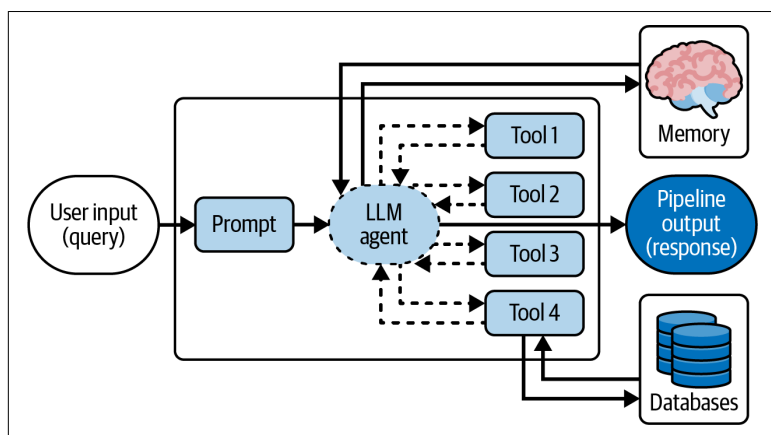 Memory
Tool 1
Tool 2
User input
(query)
Prompt
LLM
agent
Pipeline
output
(response)
Tool 3
Tool 4
Databases